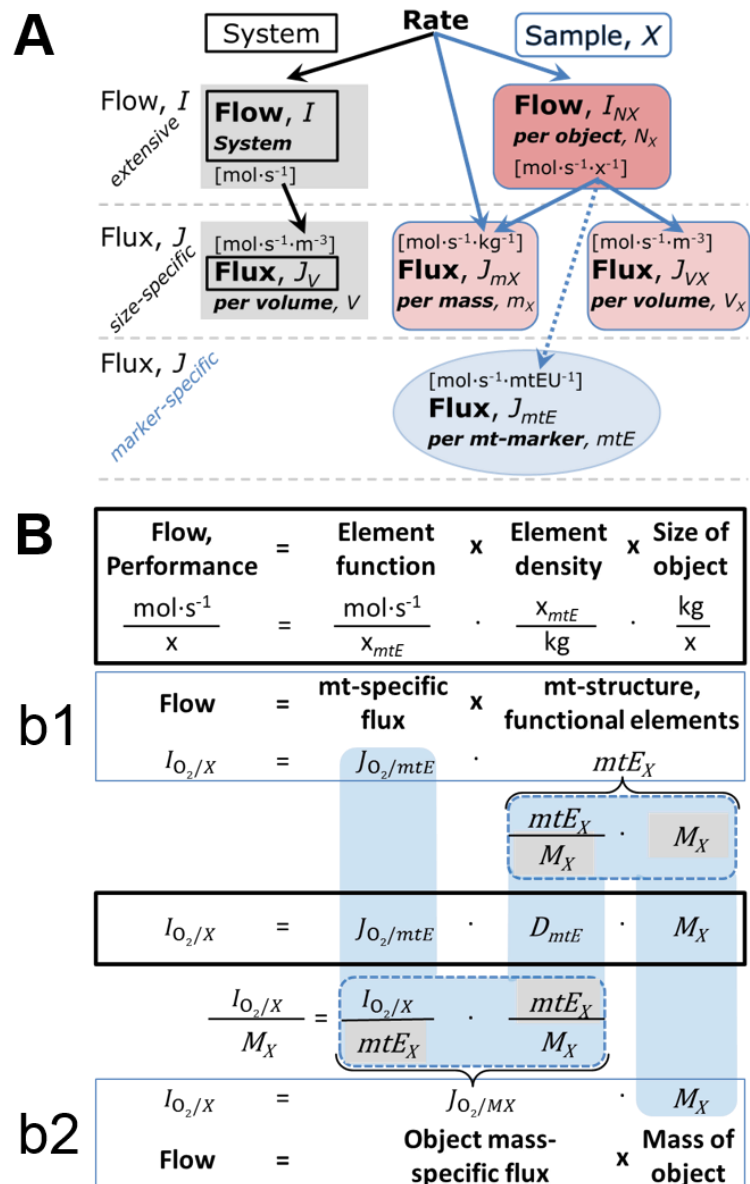 A
System
Rate
Sample, X
Flow, I
extensive
Flow, I
System
[mol·s⁻¹]
Flow, I_NX
per object, N_X
[mol·s⁻¹·x⁻¹]
Flux, J
size-specific
[mol·s⁻¹·m⁻³]
Flux, J_V
per volume, V
[mol·s⁻¹·kg⁻¹]
Flux, J_mX
per mass, m_X
[mol·s⁻¹·m⁻³]
Flux, J_VX
per volume, V_X
Flux, J
marker-specific
[mol·s⁻¹·mtEU⁻¹]
Flux, J_mtE
per mt-marker, mtE
B
Flow, Element Element Size of
Performance = function x density x object
mol·s⁻¹ mol·s⁻¹ x_mtE kg
= · ·
x x_mtE kg x
b1
mt-specific mt-structure,
Flow = flux x functional elements
I_O₂/X = J_O₂/mtE · mtE_X
mtE_X
· M_X
M_X
I_O₂/X = J_O₂/mtE · D_mtE · M_X
I_O₂/X I_O₂/X mtE_X
= ·
M_X mtE_X M_X
b2
I_O₂/X = J_O₂/MX · M_X
Object mass- Mass of
Flow = specific flux x object